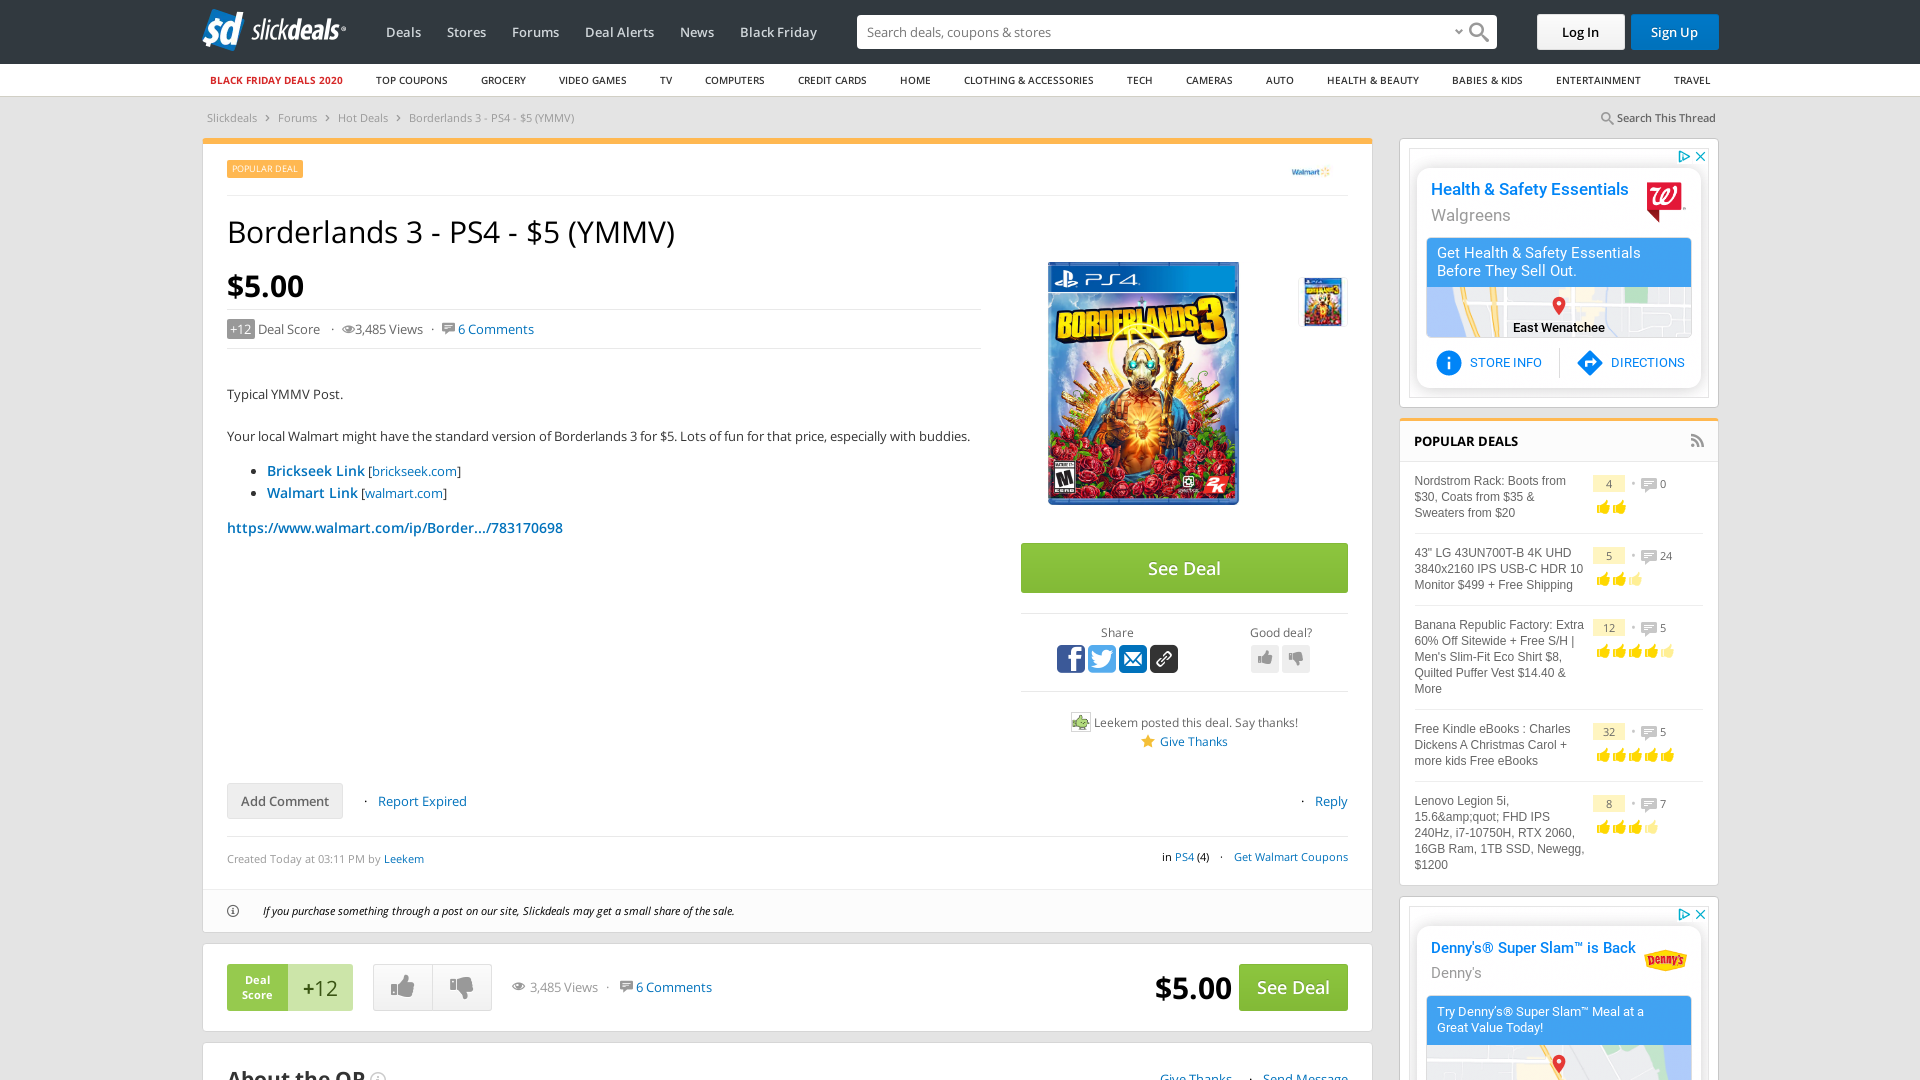 slickdeals
Deals
Stores
Forums
Deal Alerts
News
Black Friday
Search deals, coupons & shops
Log In
Sign Up
BLACK FRIDAY DEALS 2020
TOP COUPONS
GROCERY
VIDEO GAMES
TV
COMPUTERS
CREDIT CARDS
HOME
CLOTHING & ACCESSORIES
TECH
CAMERAS
AUTO
HEALTH & BEAUTY
BABIES & KIDS
ENTERTAINMENT
TRAVEL
Slickdeals > Forums > Hot Deals > Borderlands 3 - PS4 - $5 (YMMV)
Search This Thread
POPULAR DEAL
Walmart
Borderlands 3 - PS4 - $5 (YMMV)
$5.00
+12 Deal Score · 3,485 Views · 6 Comments
Typical YMMV Post.
Your local Walmart might have the standard version of Borderlands 3 for $5. Lots of fun for that price, especially with buddies.
• Brickseek Link [brickseek.com]
• Walmart Link [walmart.com]
https://www.walmart.com/ip/Border.../783170698
PS4
BORDERLANDS 3
M
2K
See Deal
Share
Good deal?
Leekem posted this deal. Say thanks!
Give Thanks
Add Comment
· Report Expired
· Reply
Created Today at 03:11 PM by Leekem
in PS4 (4) · Get Walmart Coupons
If you purchase something through a post on our site, Slickdeals may get a small share of the sale.
Deal
Score
+12
3,485 Views · 6 Comments
$5.00
See Deal
About the OP
Give Thanks · Send Message
Health & Safety Essentials
Walgreens
Get Health & Safety Essentials
Before They Sell Out.
East Wenatchee
STORE INFO
DIRECTIONS
POPULAR DEALS
Nordstrom Rack: Boots from
$30, Coats from $35 &
Sweaters from $20
4 • 0
43" LG 43UN700T-B 4K UHD
3840x2160 IPS USB-C HDR 10
Monitor $499 + Free Shipping
5 • 24
Banana Republic Factory: Extra
60% Off Sitewide + Free S/H |
Men's Slim-Fit Eco Shirt $8,
Quilted Puffer Vest $14.40 &
More
12 • 5
Free Kindle eBooks : Charles
Dickens A Christmas Carol +
more kids Free eBooks
32 • 5
Lenovo Legion 5i,
15.6&amp;quot; FHD IPS
240Hz, i7-10750H, RTX 2060,
16GB Ram, 1TB SSD, Newegg,
$1200
8 • 7
Denny's® Super Slam™ is Back
Denny's
Denny's
Try Denny's® Super Slam™ Meal at a
Great Value Today!